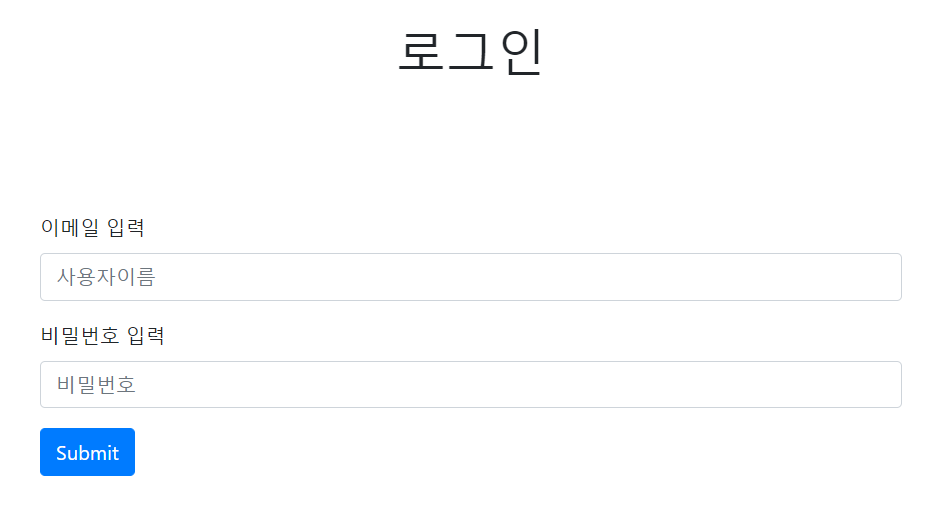 로그인
이메일 입력
사용자이름
비밀번호 입력
비밀번호
Submit